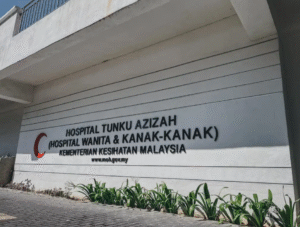 HOSPITAL TUNKU AZIZAH
(HOSPITAL WANITA & KANAK-KANAK)
KEMENTERIAN KESIHATAN MALAYSIA
www.moh.gov.my